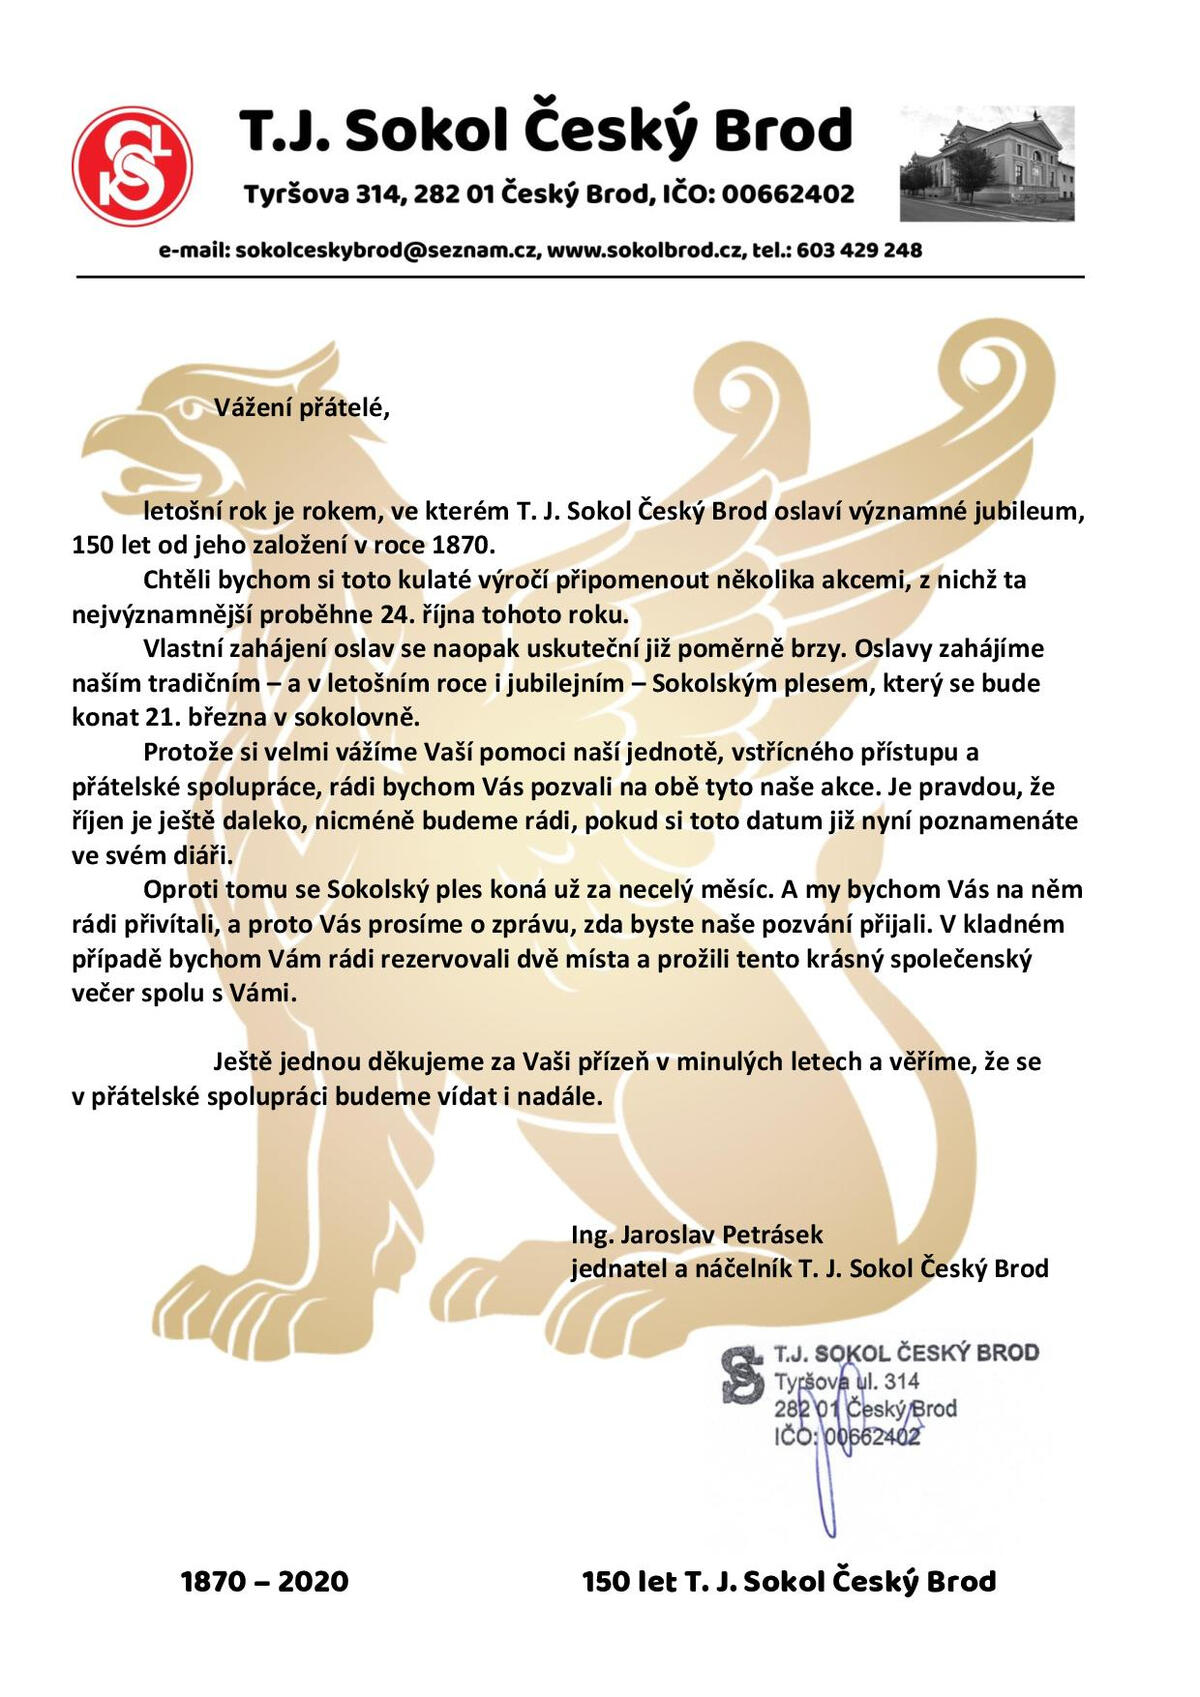 T.J. Sokol Český Brod
Tyršova 314, 282 01 Český Brod, IČO: 00662402
e-mail: sokolceskybrod@seznam.cz, www.sokolbrod.cz, tel.: 603 429 248
Vážení přátelé,
letošní rok je rokem, ve kterém T. J. Sokol Český Brod oslaví významné jubileum,
150 let od jeho založení v roce 1870.
Chtěli bychom si toto kulaté výročí připomenout několika akcemi, z nichž ta
nejvýznamnější proběhne 24. října tohoto roku.
Vlastní zahájení oslav se naopak uskuteční již poměrně brzy. Oslavy zahájíme
naším tradičním – a v letošním roce i jubilejním – Sokolským plesem, který se bude
konat 21. března v sokolovně.
Protože si velmi vážíme Vaší pomoci naší jednotě, vstřícného přístupu a
přátelské spolupráce, rádi bychom Vás pozvali na obě tyto naše akce. Je pravdou, že
říjen je ještě daleko, nicméně budeme rádi, pokud si toto datum již nyní poznamenáte
ve svém diáři.
Oproti tomu se Sokolský ples koná už za necelý měsíc. A my bychom Vás na něm
rádi přivítali, a proto Vás prosíme o zprávu, zda byste naše pozvání přijali. V kladném
případě bychom Vám rádi rezervovali dvě místa a prožili tento krásný společenský
večer spolu s Vámi.
Ještě jednou děkujeme za Vaši přízeň v minulých letech a věříme, že se
v přátelské spolupráci budeme vídat i nadále.
Ing. Jaroslav Petrásek
jednatel a náčelník T. J. Sokol Český Brod
T.J. SOKOL ČESKÝ BROD
Tyršova ul. 314
282 01 Český Brod
IČO: 00662402
1870 – 2020
150 let T. J. Sokol Český Brod